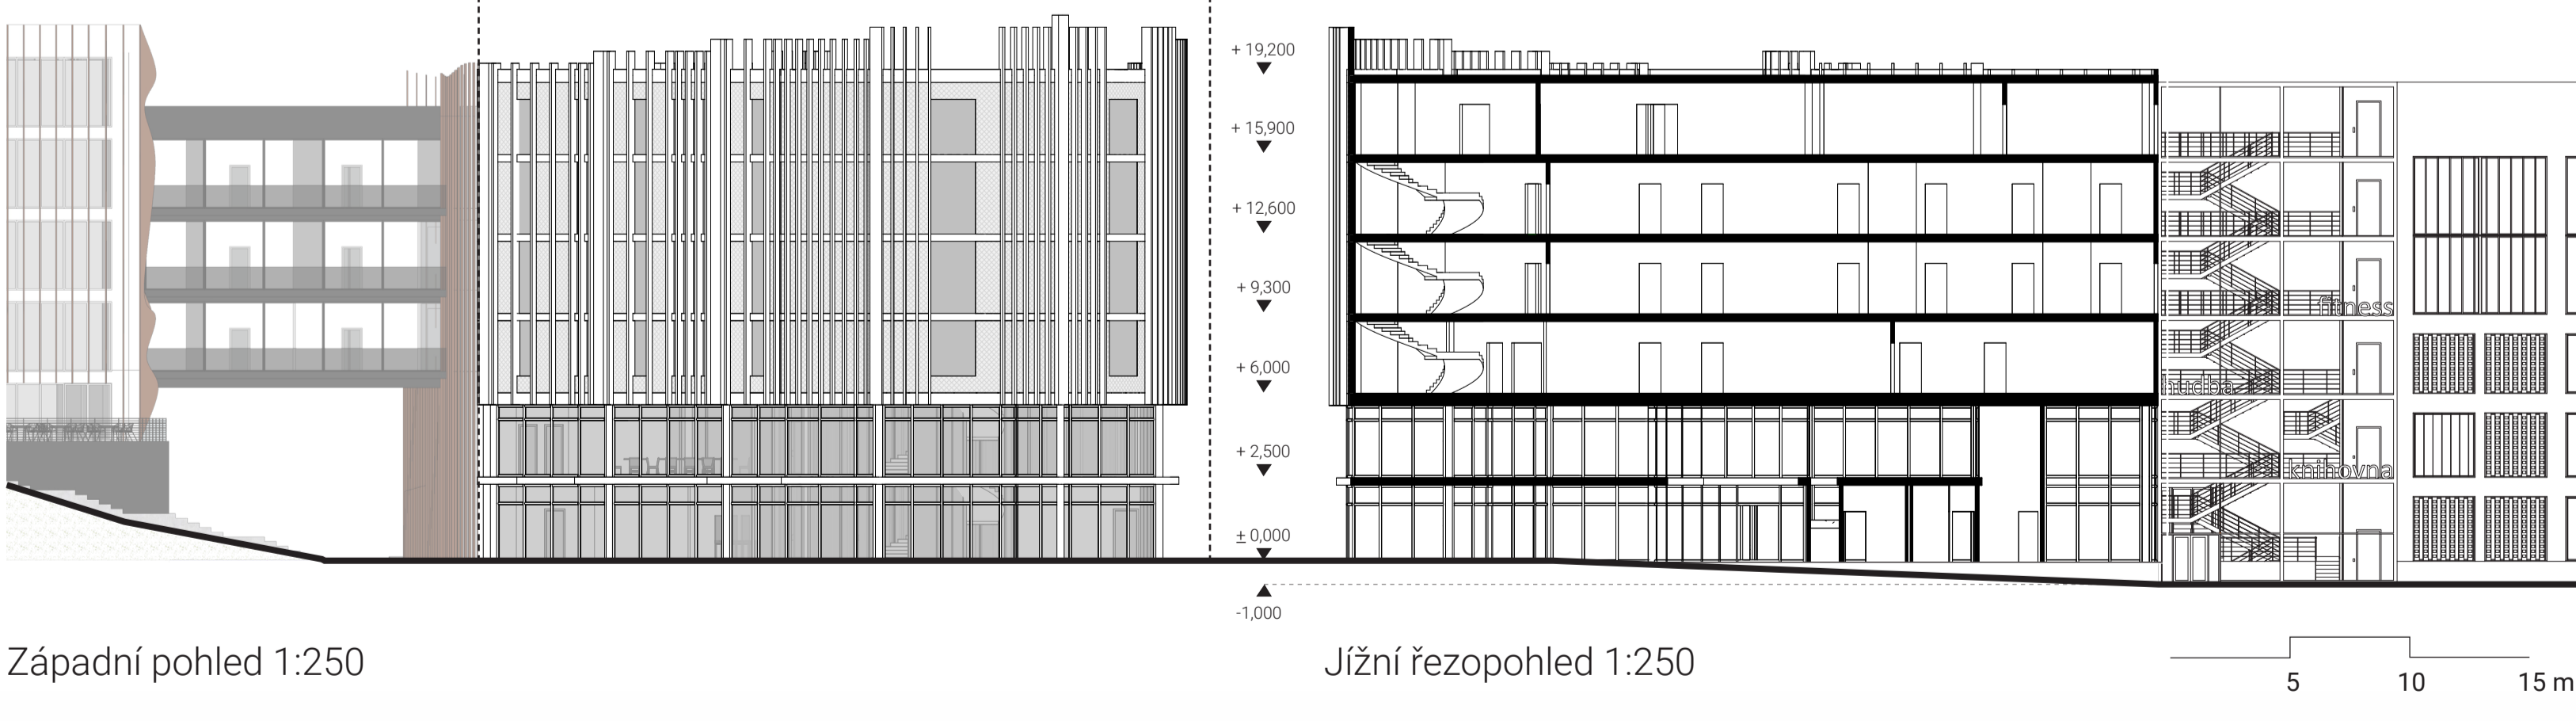 + 19,200
+ 15,900
+ 12,600
+ 9,300
+ 6,000
+ 2,500
± 0,000
-1,000
fitness
hudba
knihovna
Západní pohled 1:250
Jížní řezopohled 1:250
5 10 15 m